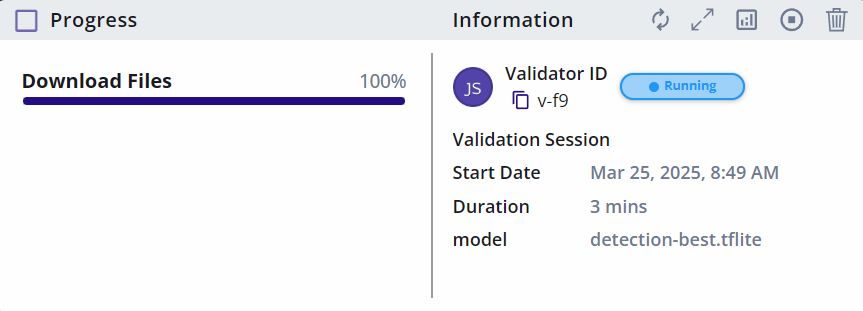 Progress
Information
Download Files 100%
JS
Validator ID
v-f9
Running
Validation Session
Start Date Mar 25, 2025, 8:49 AM
Duration 3 mins
model detection-best.tflite